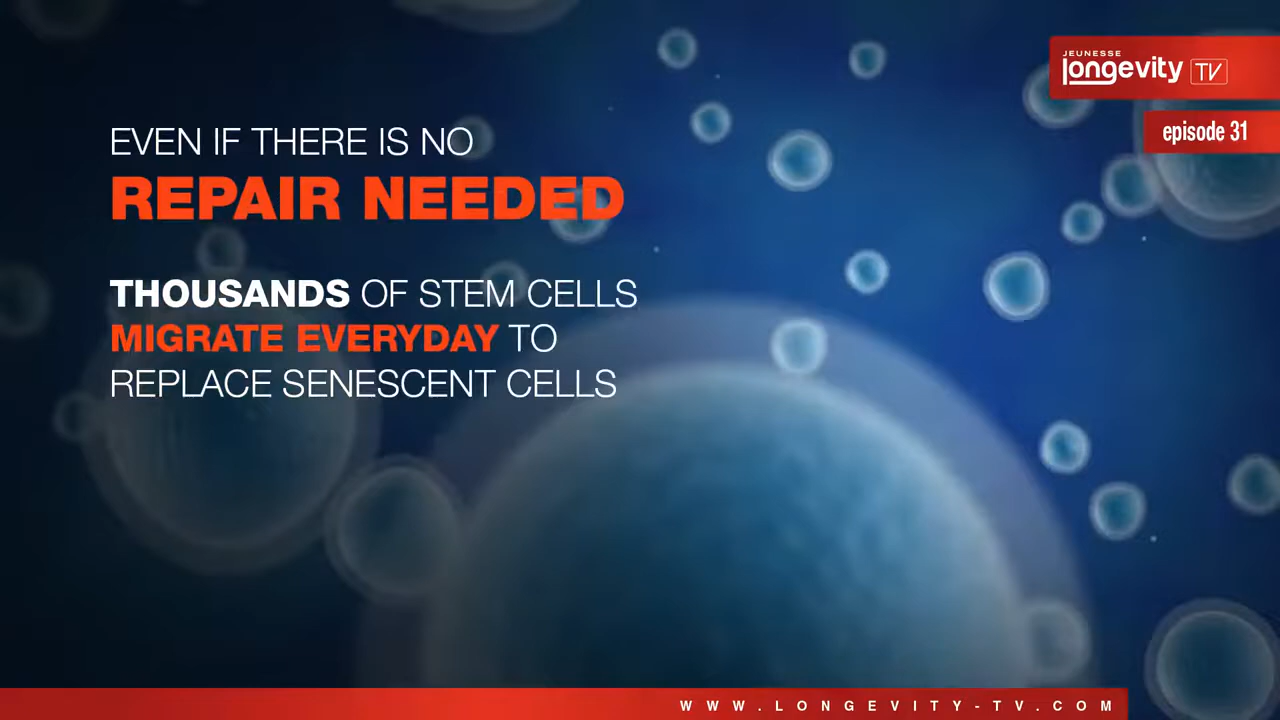 JEUNESSE
longevity TV
episode 31
EVEN IF THERE IS NO
REPAIR NEEDED
THOUSANDS OF STEM CELLS
MIGRATE EVERYDAY TO
REPLACE SENESCENT CELLS
WWW.LONGEVITY-TV.COM